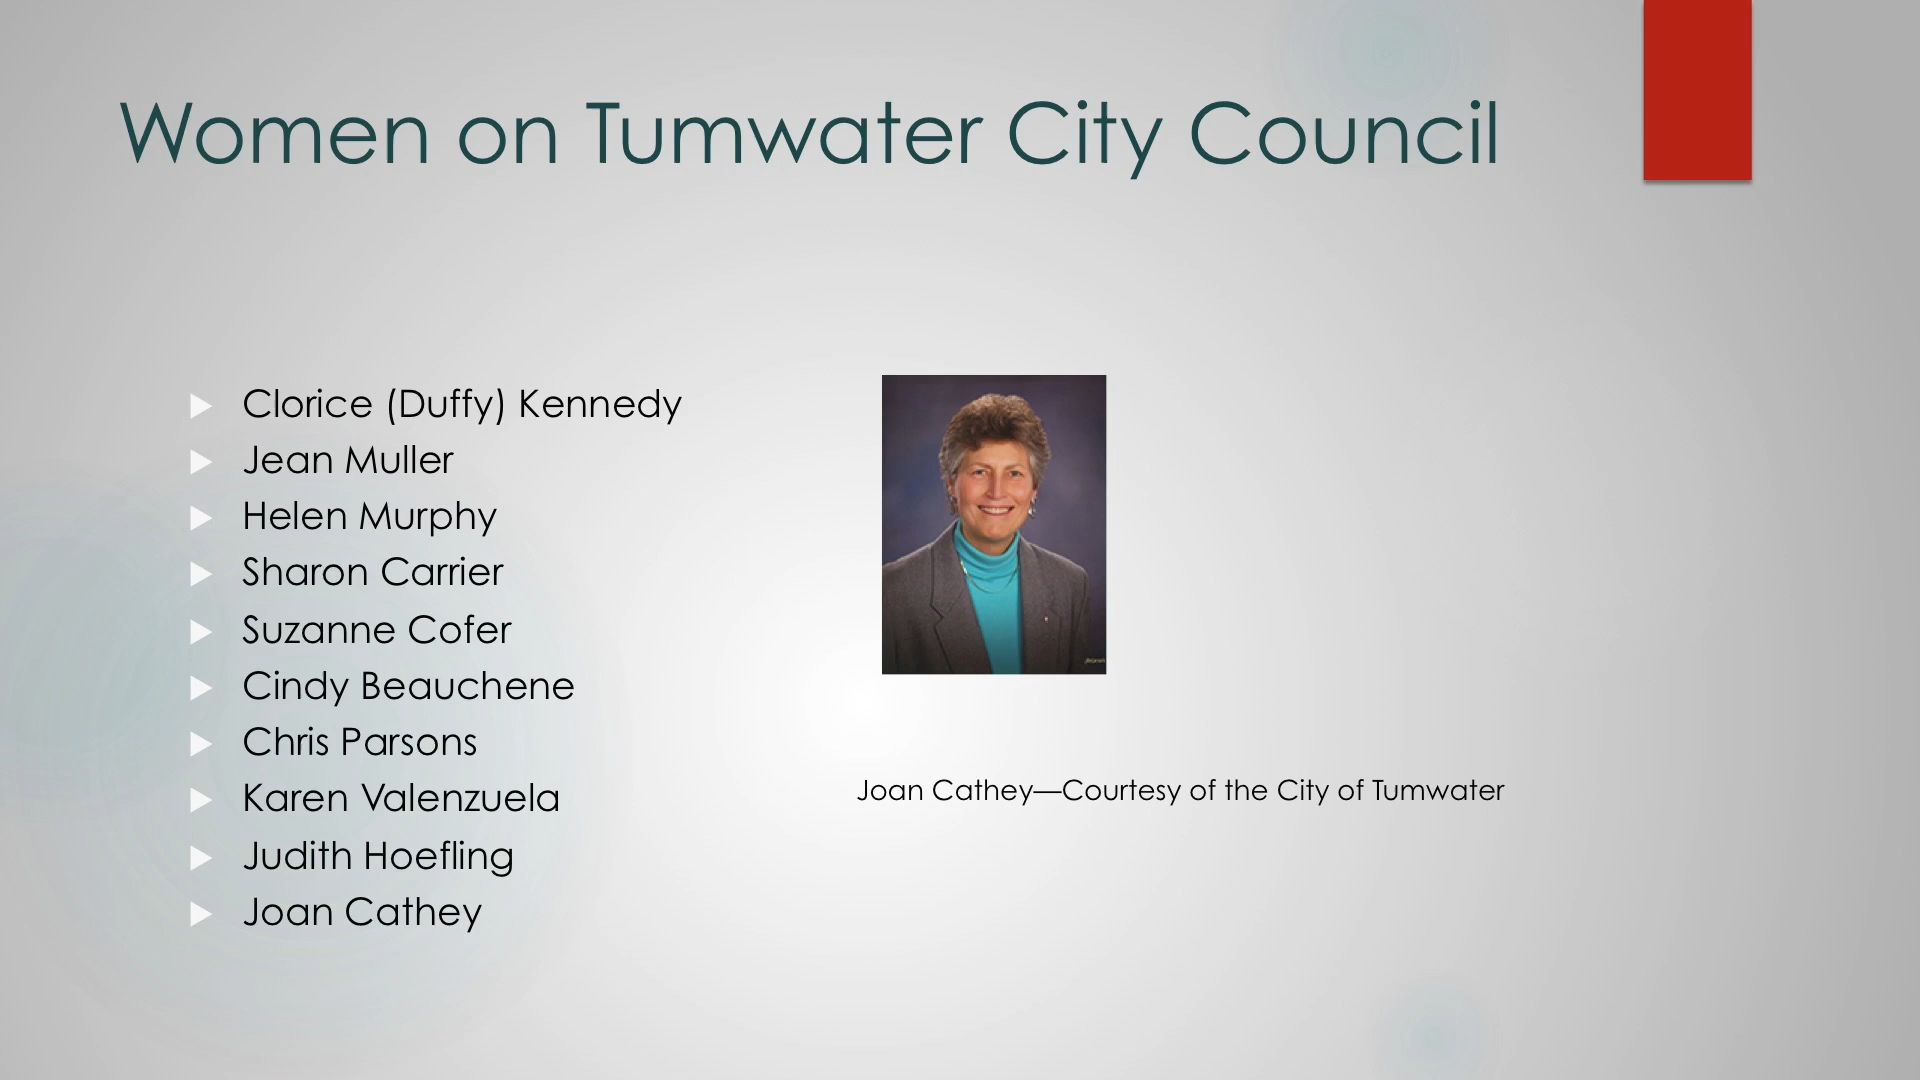 Women on Tumwater City Council
Clorice (Duffy) Kennedy
Jean Muller
Helen Murphy
Sharon Carrier
Suzanne Cofer
Cindy Beauchene
Chris Parsons
Karen Valenzuela
Judith Hoefling
Joan Cathey
Joan Cathey—Courtesy of the City of Tumwater